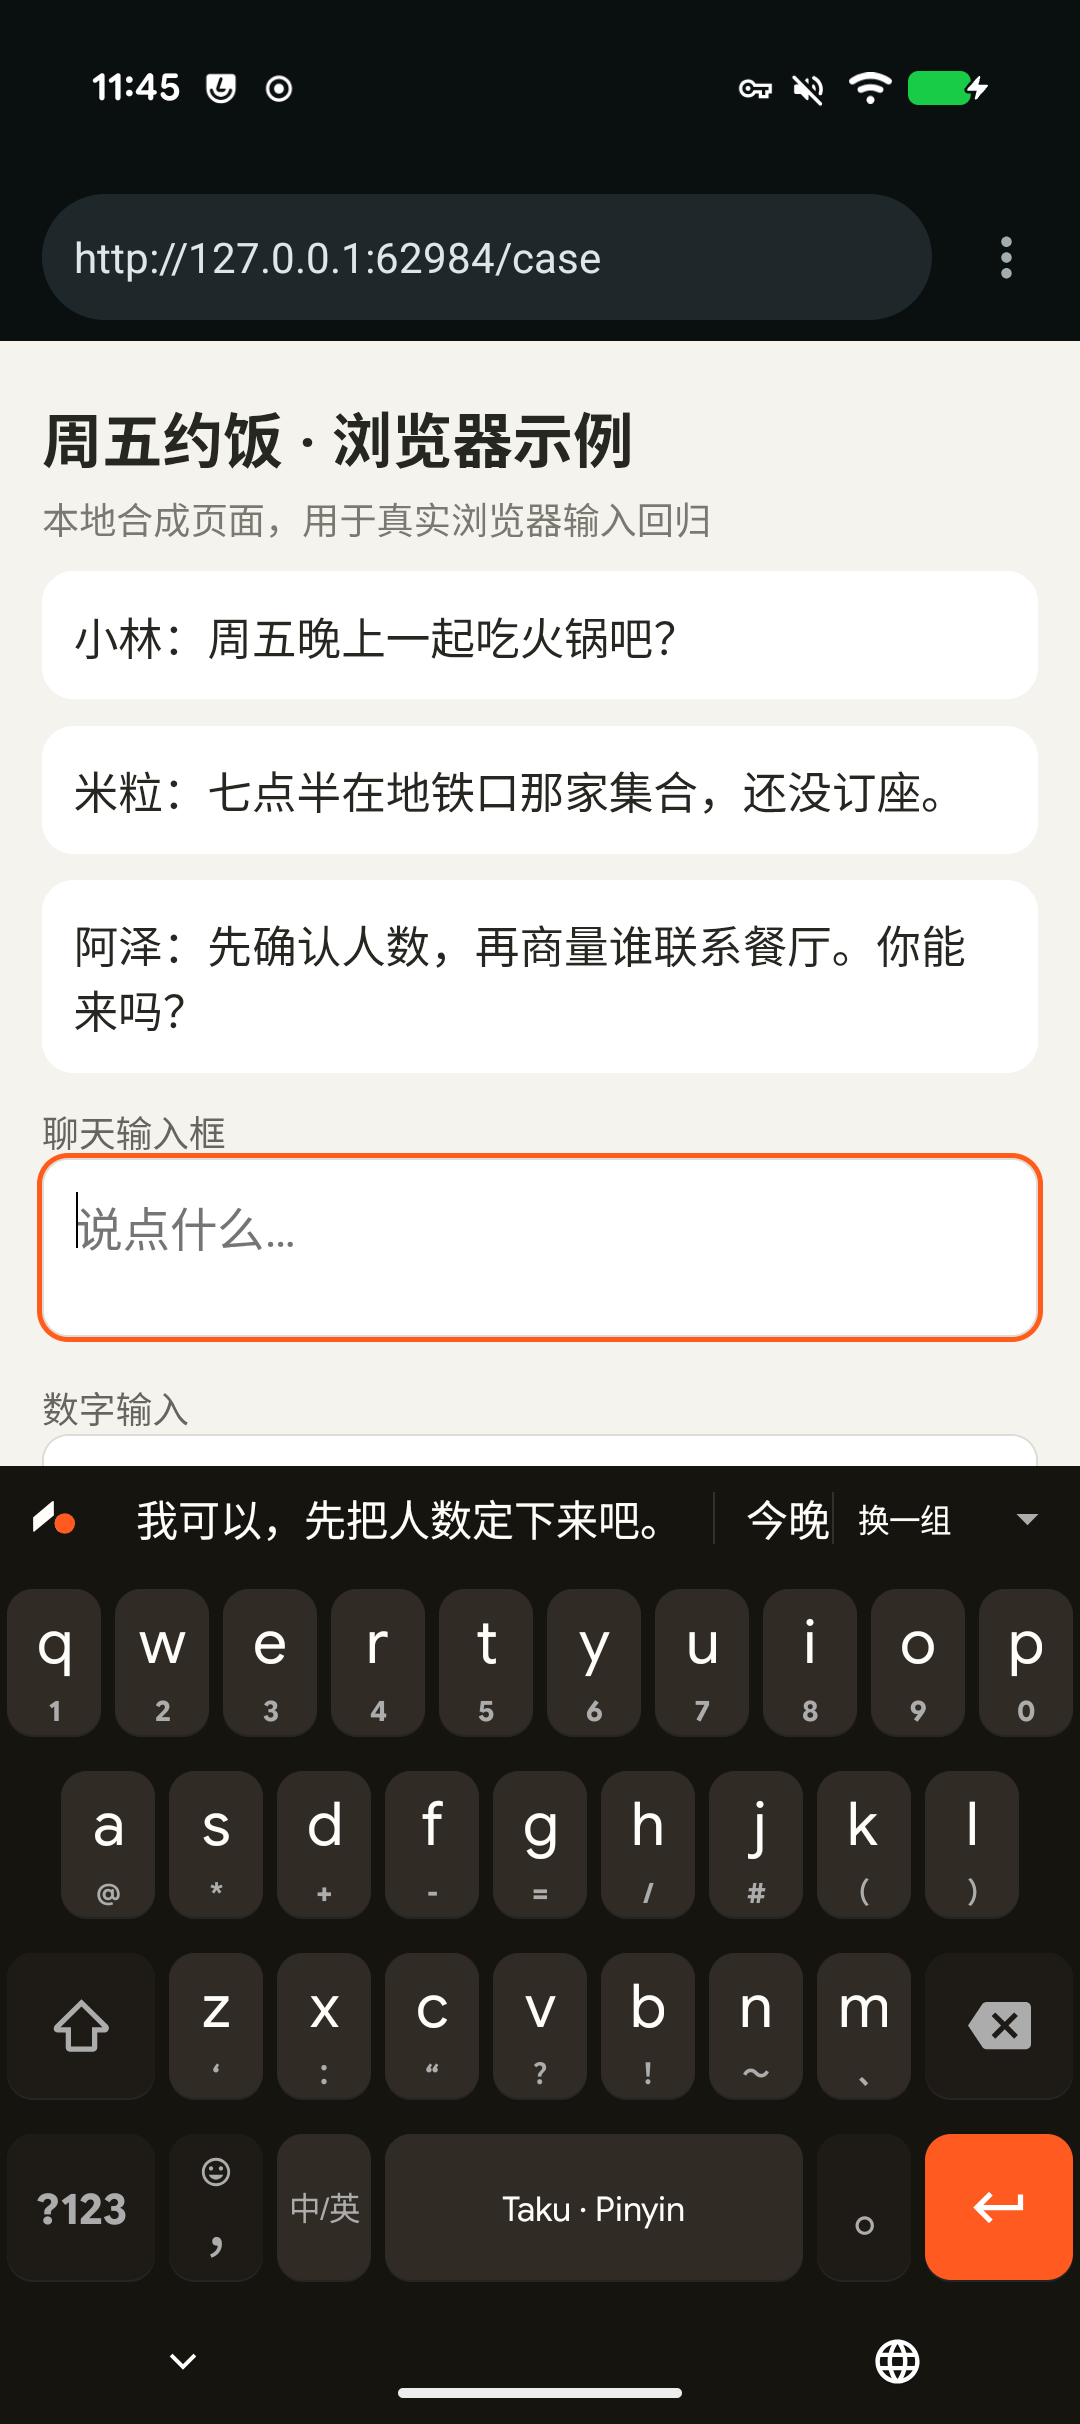 11:45
http://127.0.0.1:62984/case
周五约饭 · 浏览器示例
本地合成页面，用于真实浏览器输入回归
小林：周五晚上一起吃火锅吧？
米粒：七点半在地铁口那家集合，还没订座。
阿泽：先确认人数，再商量谁联系餐厅。你能
来吗？
聊天输入框
说点什么...
数字输入
我可以，先把人数定下来吧。 今晚 换一组
q w e r t y u i o p
1 2 3 4 5 6 7 8 9 0
a s d f g h j k l
@ * + - = / # ( )
z x c v b n m
‘ : “ ? ! ～ 、
?123 ， 中/英 Taku · Pinyin 。